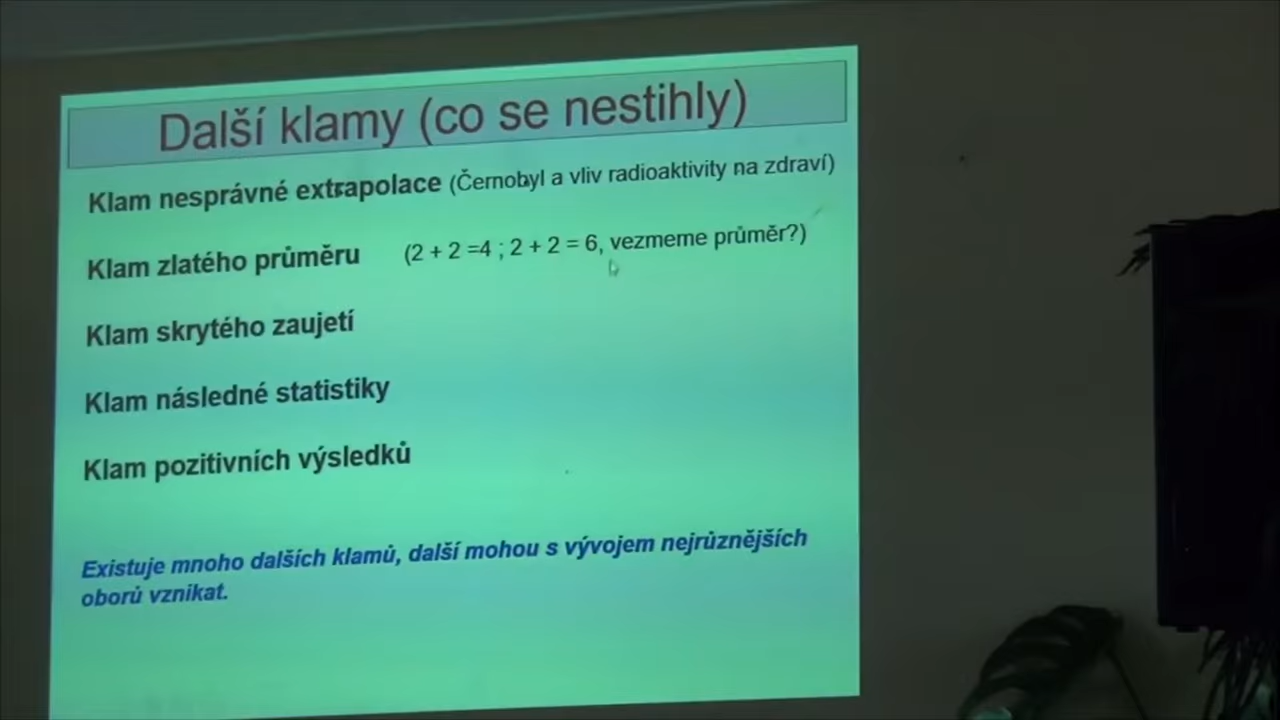 Další klamy (co se nestihly)
Klam nesprávné extrapolace (Černobyl a vliv radioaktivity na zdraví)
Klam zlatého průměru (2 + 2 =4 ; 2 + 2 = 6, vezmeme průměr?)
Klam skrytého zaujetí
Klam následné statistiky
Klam pozitivních výsledků
Existuje mnoho dalších klamů, další mohou s vývojem nejrůznějších
oborů vznikat.